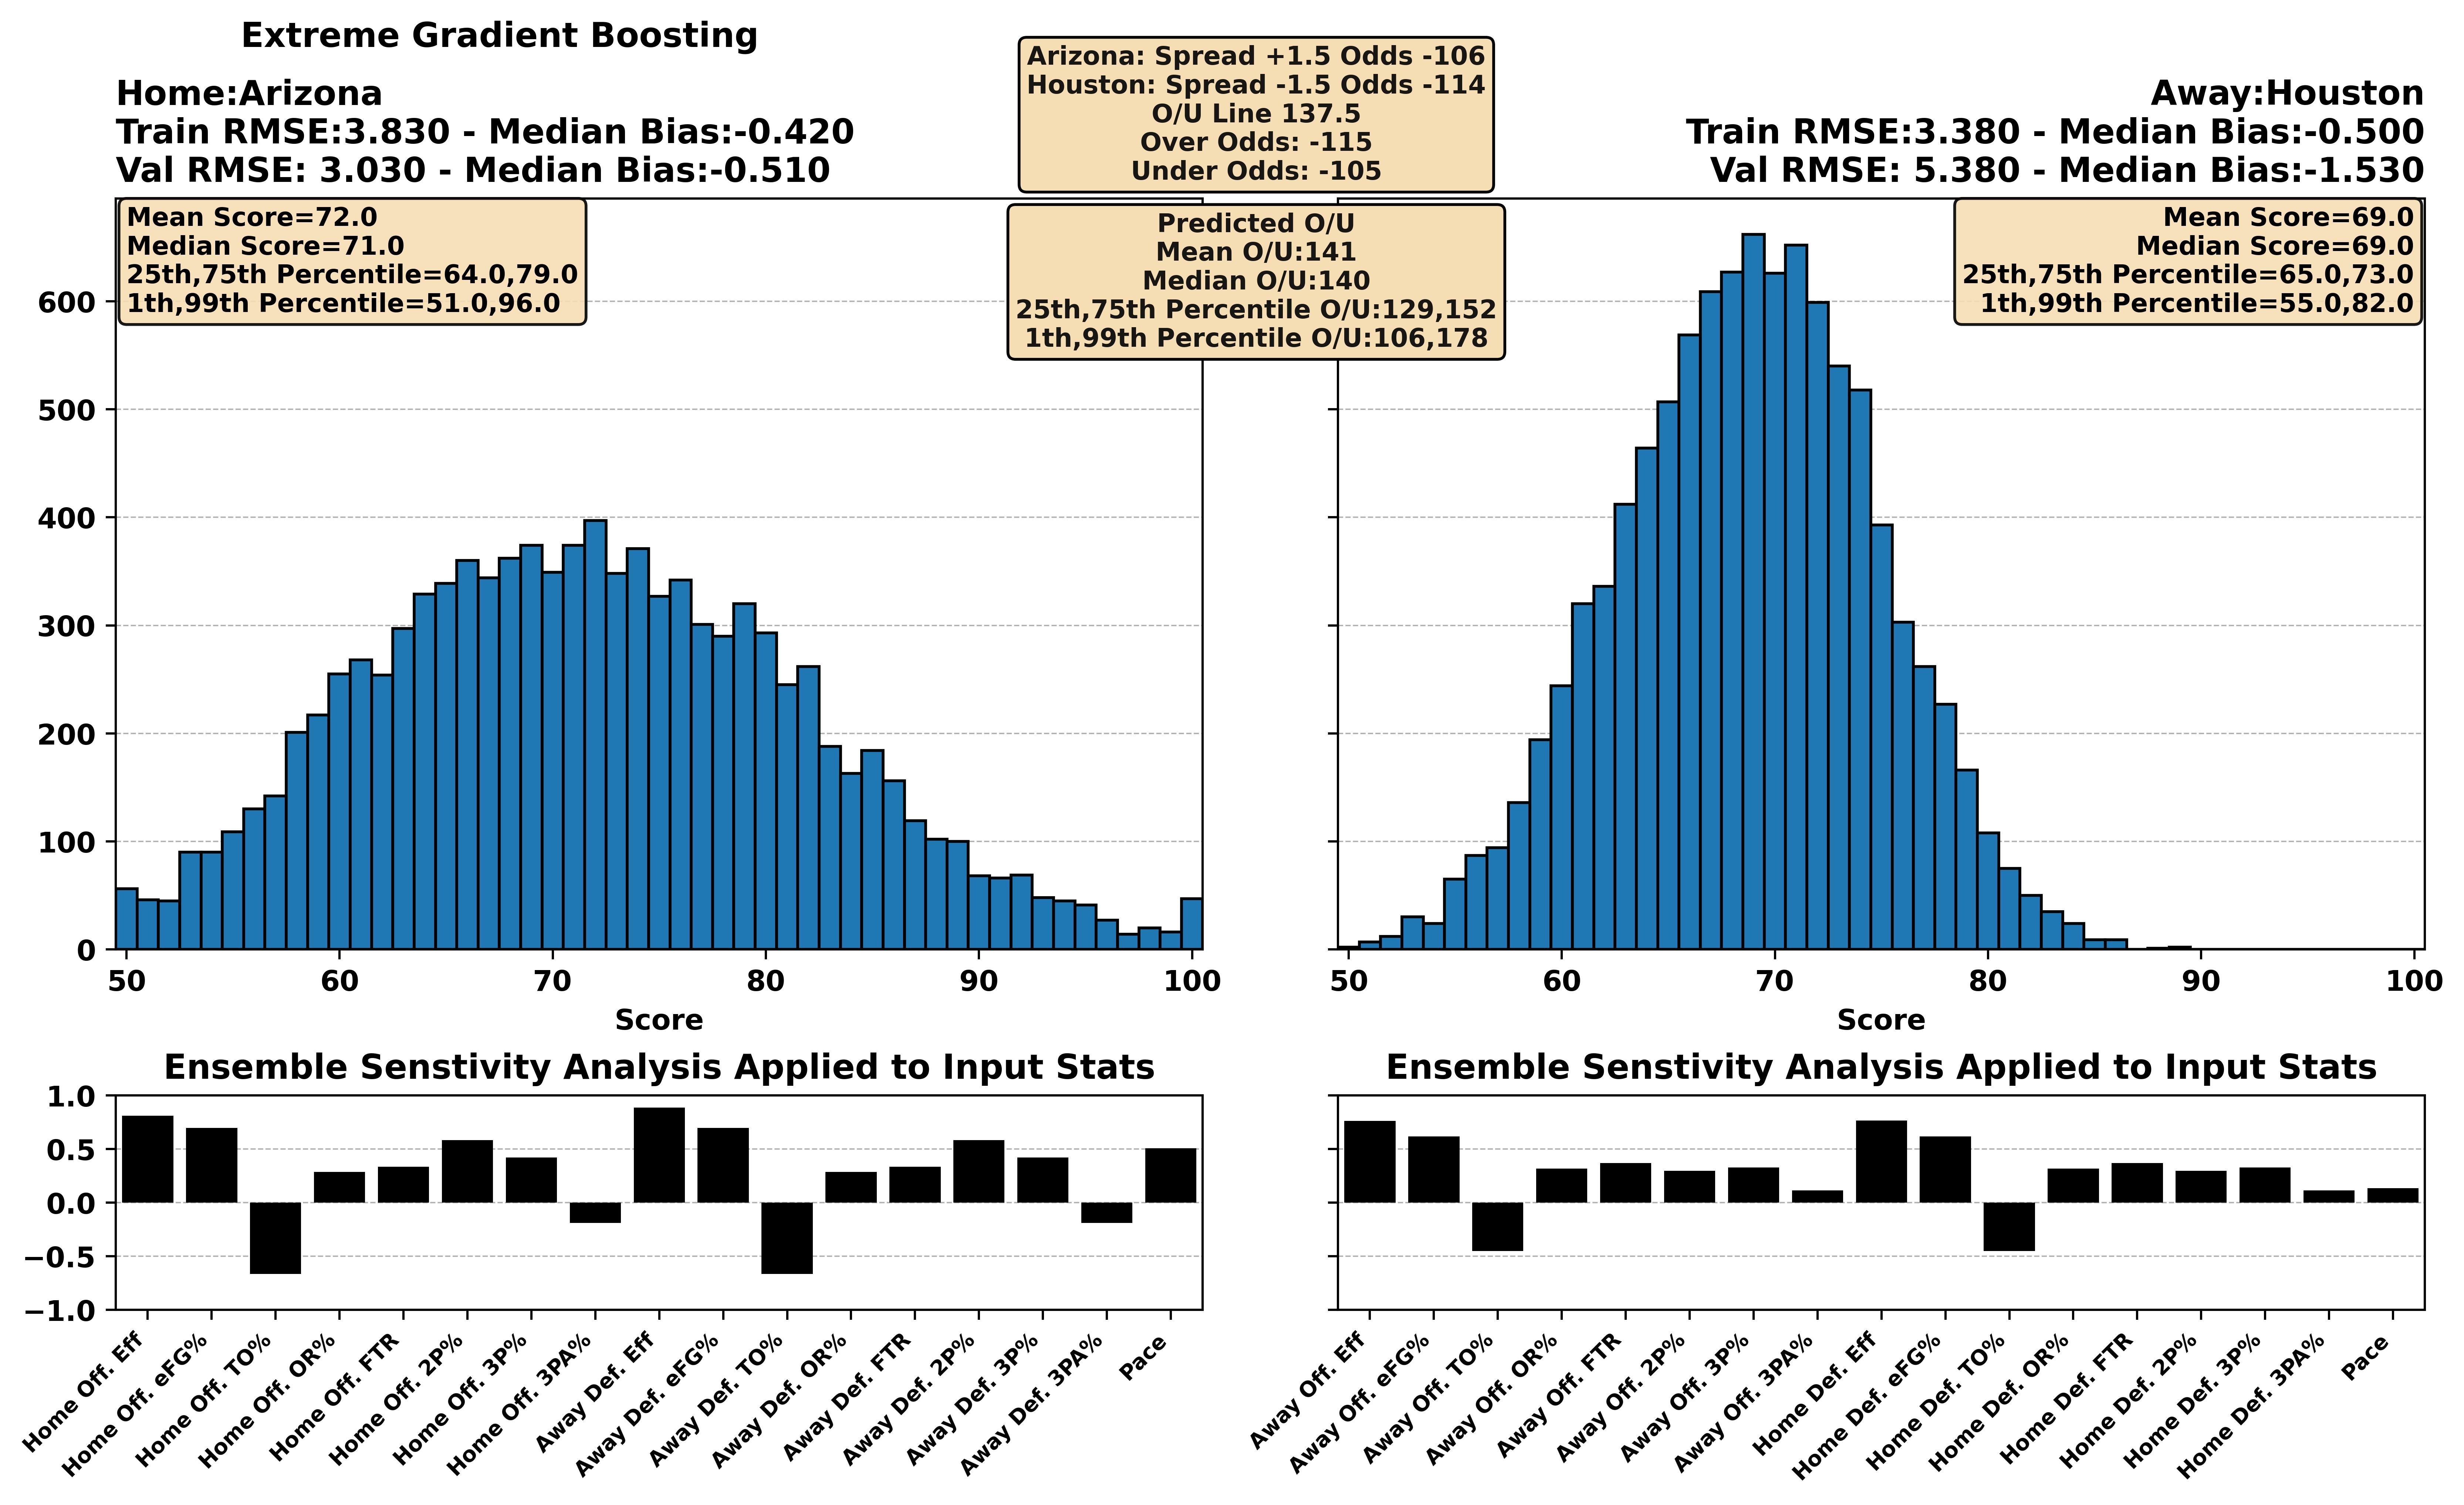 Extreme Gradient Boosting
Home:Arizona
Train RMSE:3.830 - Median Bias:-0.420
Val RMSE: 3.030 - Median Bias:-0.510
Arizona: Spread +1.5 Odds -106
Houston: Spread -1.5 Odds -114
O/U Line 137.5
Over Odds: -115
Under Odds: -105
Away:Houston
Train RMSE:3.380 - Median Bias:-0.500
Val RMSE: 5.380 - Median Bias:-1.530
Mean Score=72.0
Median Score=71.0
25th,75th Percentile=64.0,79.0
1th,99th Percentile=51.0,96.0
Predicted O/U
Mean O/U:141
Median O/U:140
25th,75th Percentile O/U:129,152
1th,99th Percentile O/U:106,178
Mean Score=69.0
Median Score=69.0
25th,75th Percentile=65.0,73.0
1th,99th Percentile=55.0,82.0
600
500
400
300
200
100
0
50 60 70 80 90 100
Score
50 60 70 80 90 100
Score
Ensemble Senstivity Analysis Applied to Input Stats
1.0
0.5
0.0
−0.5
−1.0
Home Off. Eff
Home Off. eFG%
Home Off. TO%
Home Off. OR%
Home Off. FTR
Home Off. 2P%
Home Off. 3P%
Home Off. 3PA%
Away Def. Eff
Away Def. eFG%
Away Def. TO%
Away Def. OR%
Away Def. FTR
Away Def. 2P%
Away Def. 3P%
Away Def. 3PA%
Pace
Ensemble Senstivity Analysis Applied to Input Stats
Away Off. Eff
Away Off. eFG%
Away Off. TO%
Away Off. OR%
Away Off. FTR
Away Off. 2P%
Away Off. 3P%
Away Off. 3PA%
Home Def. Eff
Home Def. eFG%
Home Def. TO%
Home Def. OR%
Home Def. FTR
Home Def. 2P%
Home Def. 3P%
Home Def. 3PA%
Pace